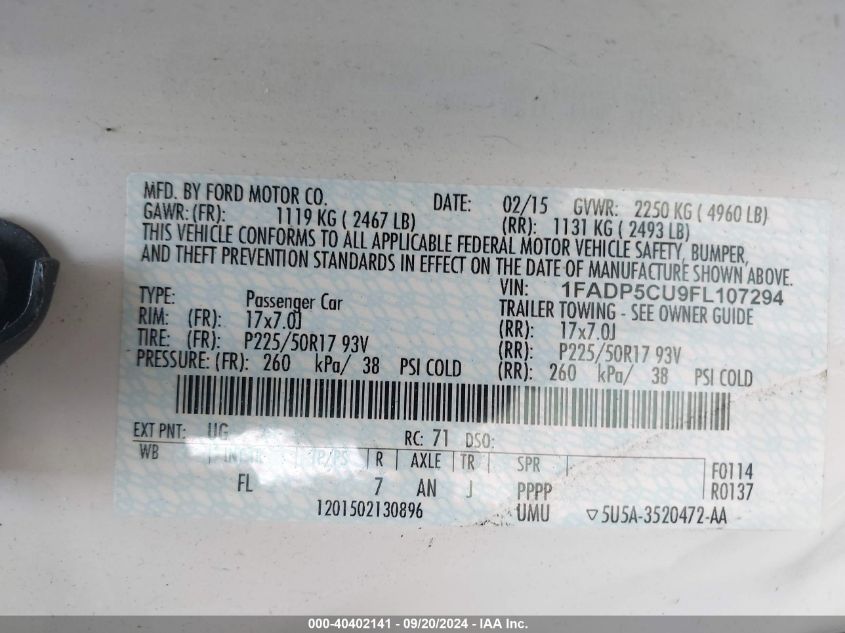 MFD. BY FORD MOTOR CO. DATE: 02/15 GVWR: 2250 KG ( 4960 LB)
GAWR: (FR): 1119 KG ( 2467 LB) (RR): 1131 KG ( 2493 LB)
THIS VEHICLE CONFORMS TO ALL APPLICABLE FEDERAL MOTOR VEHICLE SAFETY, BUMPER,
AND THEFT PREVENTION STANDARDS IN EFFECT ON THE DATE OF MANUFACTURE SHOWN ABOVE.
VIN: 1FADP5CU9FL107294
TYPE: Passenger Car TRAILER TOWING - SEE OWNER GUIDE
RIM: (FR): 17x7.0J (RR): 17x7.0J
TIRE: (FR): P225/50R17 93V (RR): P225/50R17 93V
PRESSURE: (FR): 260 kPa/ 38 PSI COLD (RR): 260 kPa/ 38 PSI COLD
EXT PNT: UG RC: 71 DSO:
WB INT TR TP/PS R AXLE TR SPR F0114
FL 7 AN J PPPP R0137
1201502130896 UMU ▽5U5A-3520472-AA
000-40402141 - 09/20/2024 - IAA Inc.